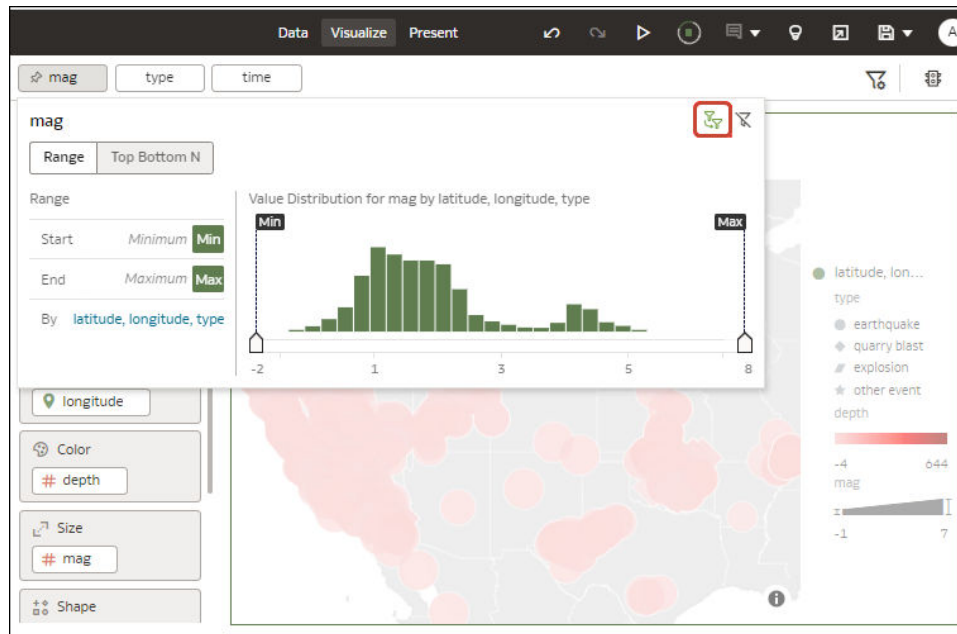 Data Visualize Present A
mag type time
mag
Range Top Bottom N
Range
Start Minimum Min
End Maximum Max
By latitude, longitude, type
Value Distribution for mag by latitude, longitude, type
Min Max
-2 1 3 5 8
longitude
Color
# depth
Size
# mag
Shape
latitude, lon...
type
earthquake
quarry blast
explosion
other event
depth
-4 644
mag
-1 7